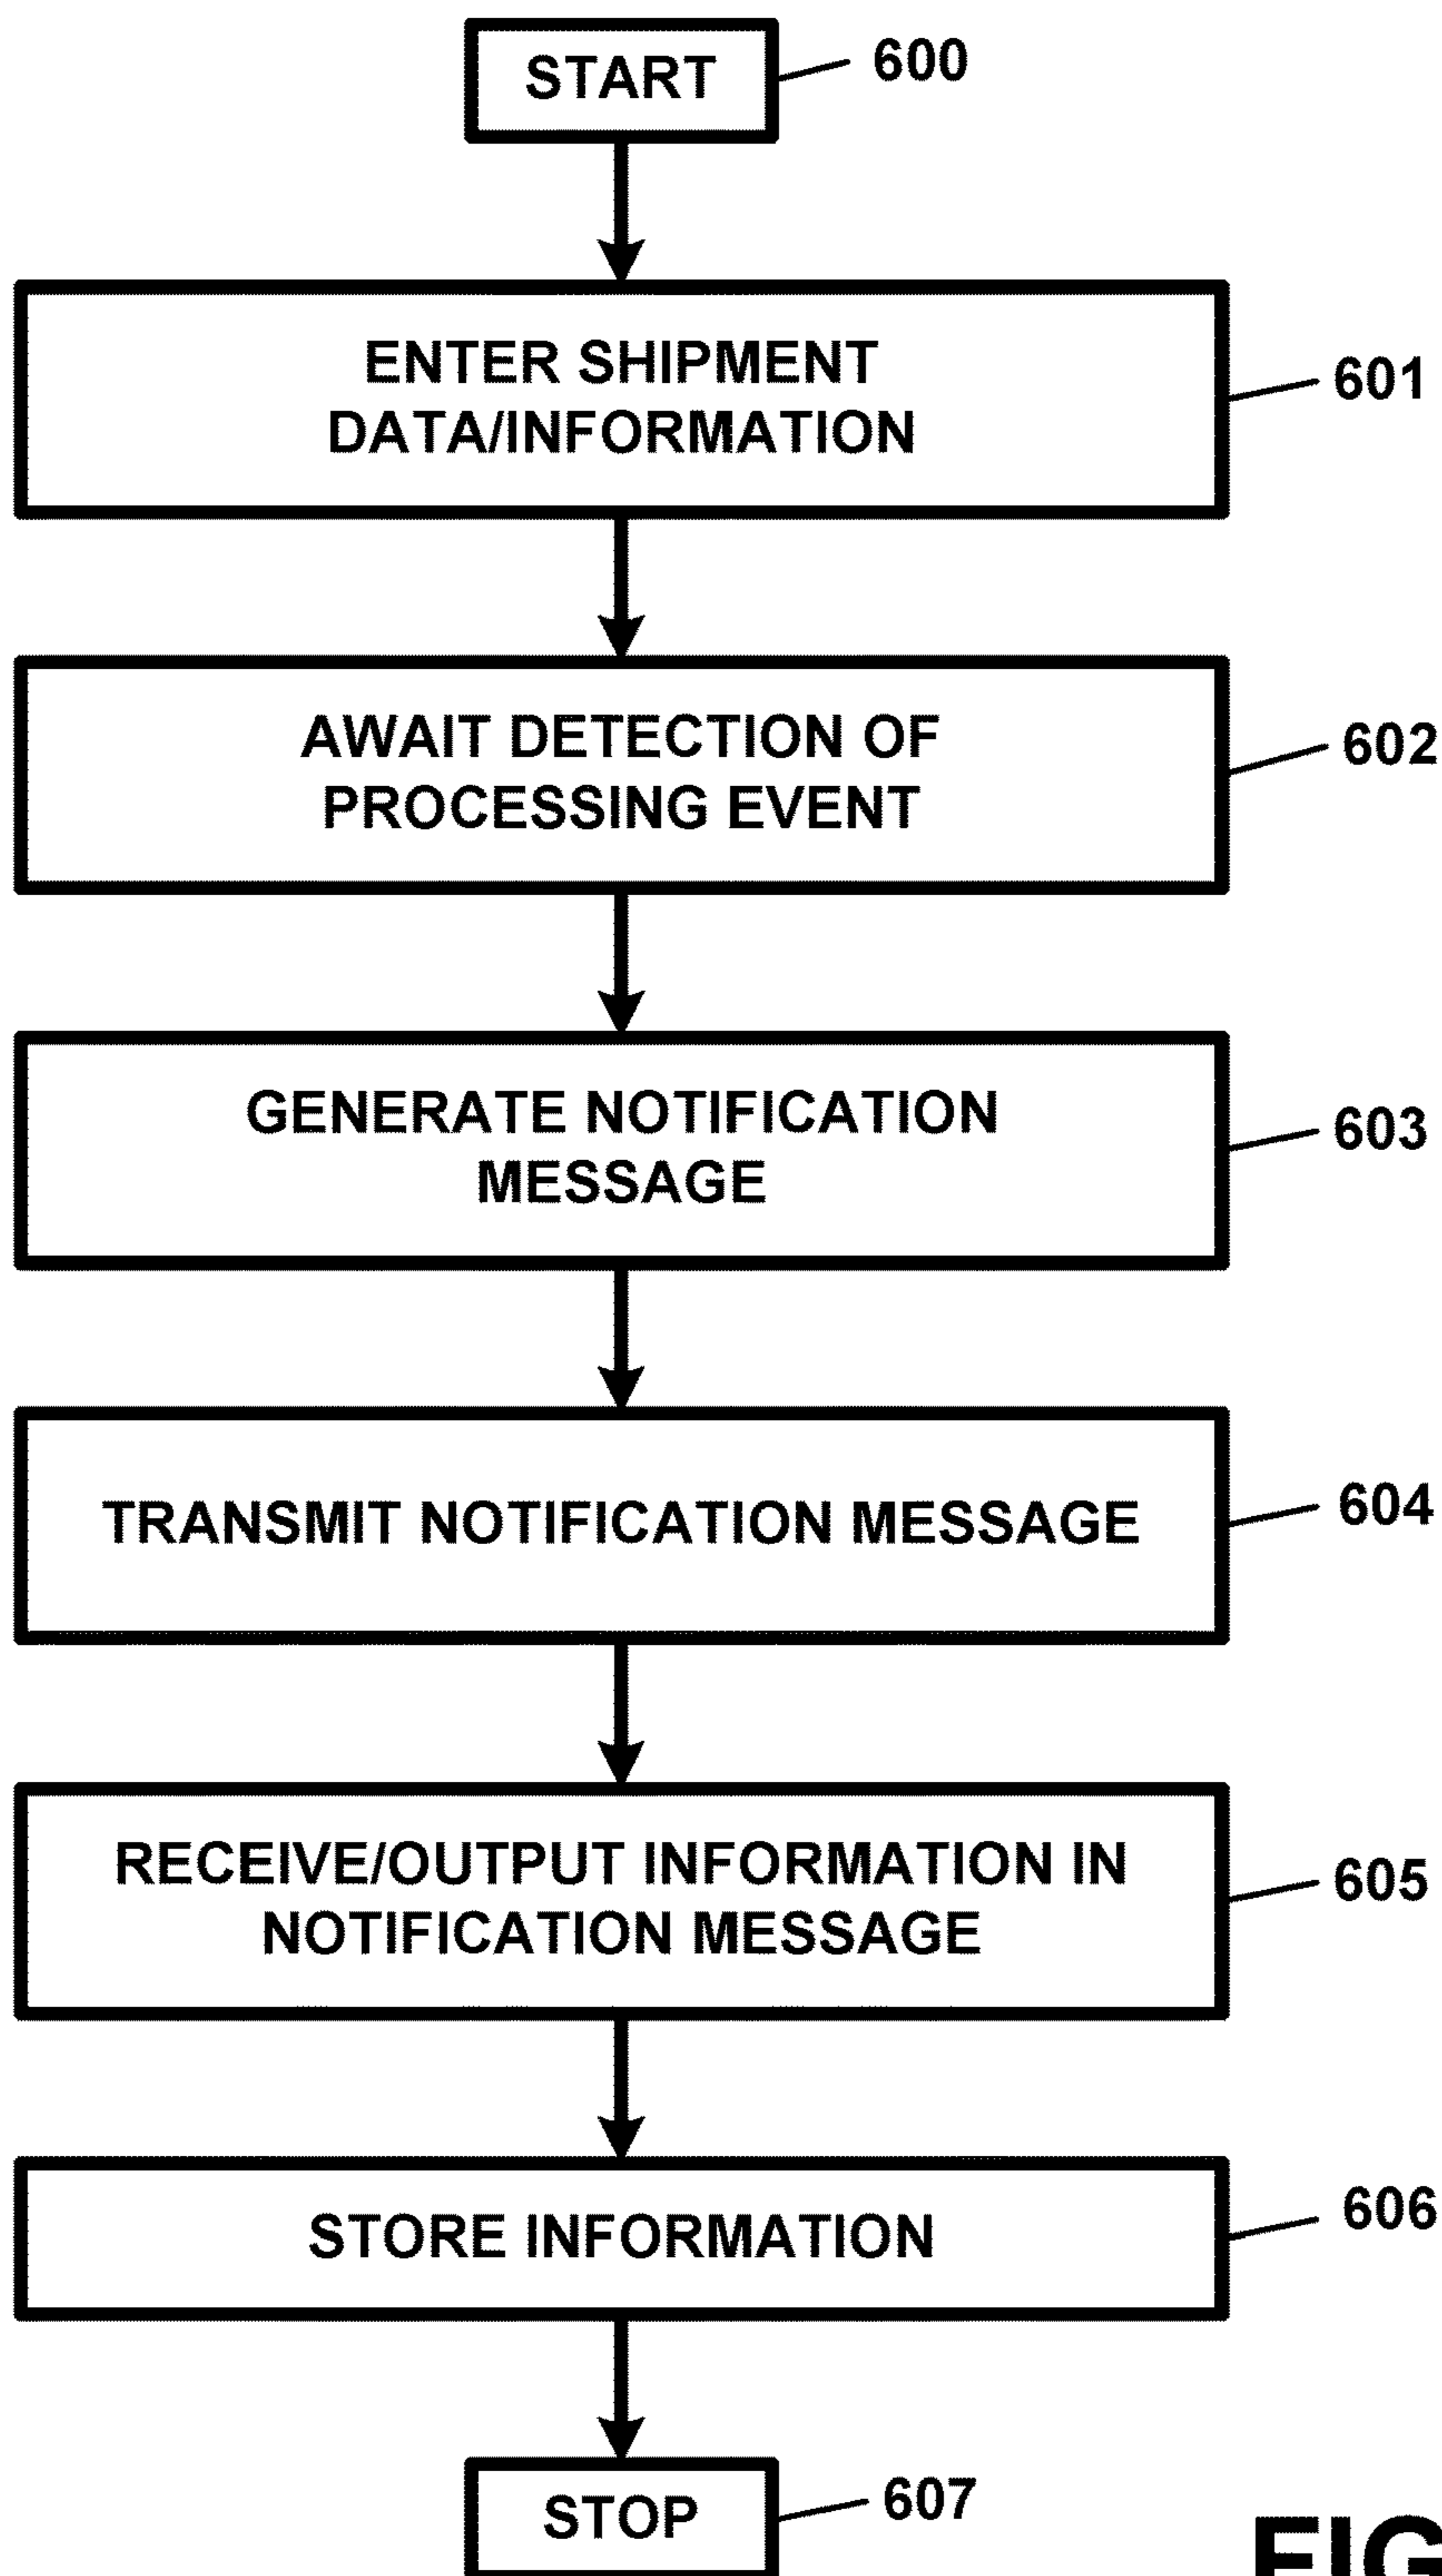 START
600
ENTER SHIPMENT
DATA/INFORMATION
601
AWAIT DETECTION OF
PROCESSING EVENT
602
GENERATE NOTIFICATION
MESSAGE
603
TRANSMIT NOTIFICATION MESSAGE
604
RECEIVE/OUTPUT INFORMATION IN
NOTIFICATION MESSAGE
605
STORE INFORMATION
606
STOP
607
FIG